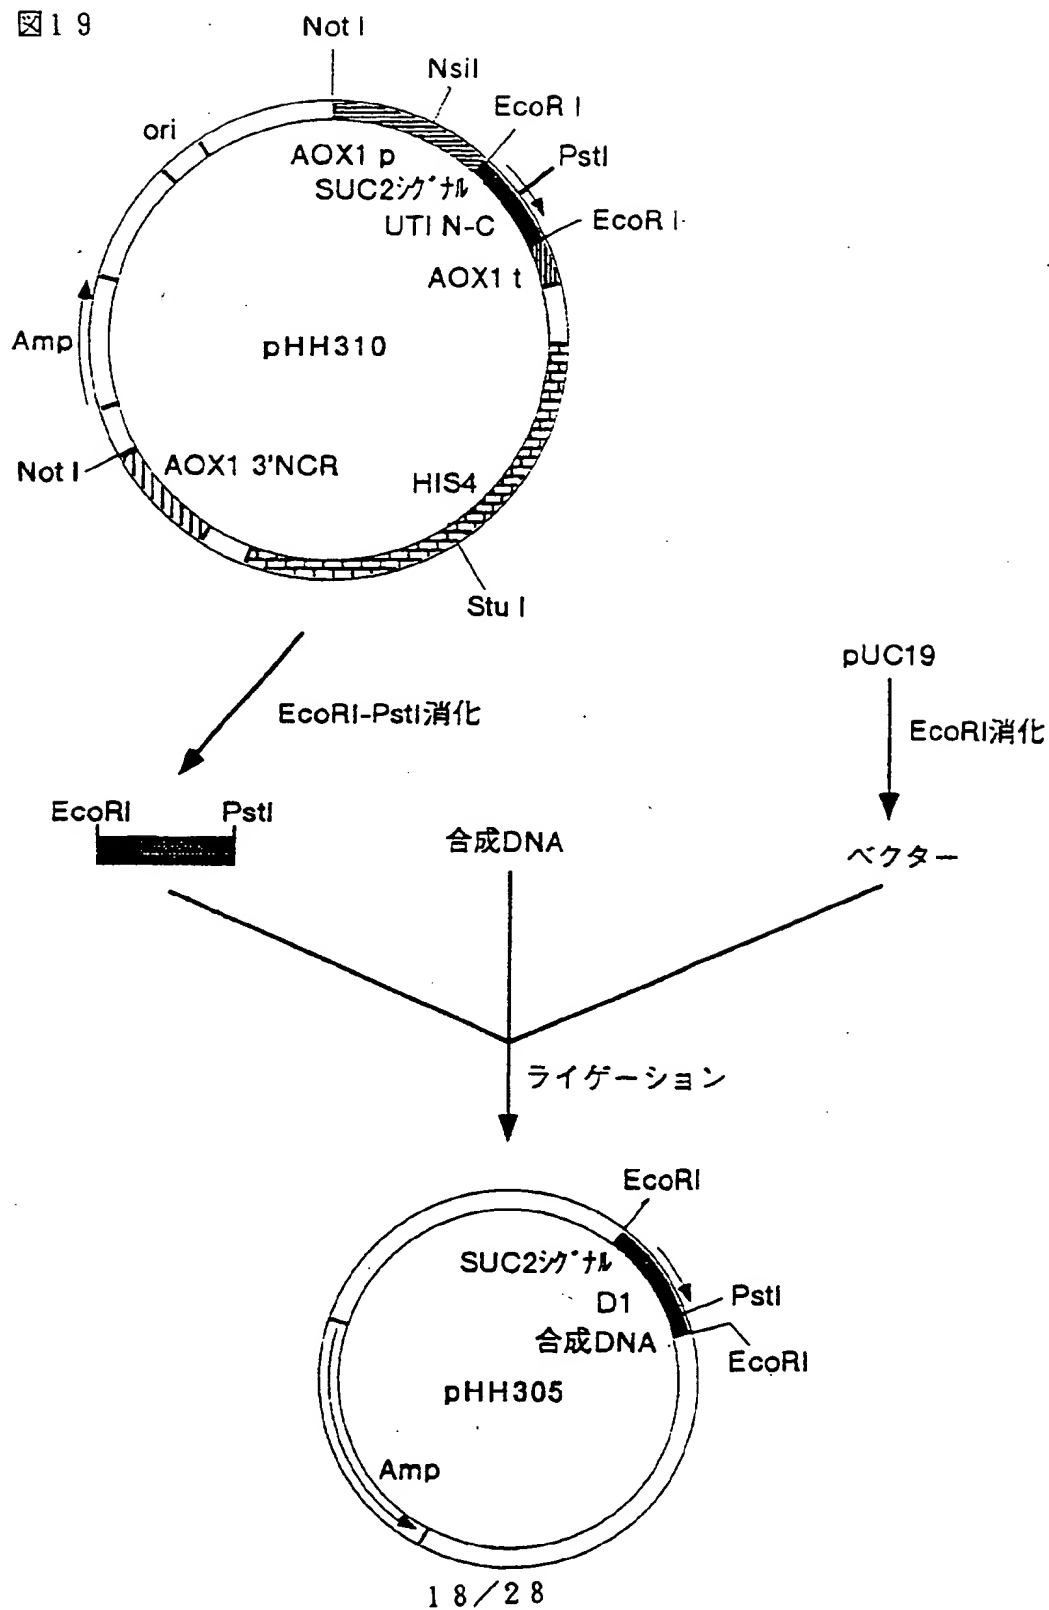 図19
Not I
NsiI
EcoR I
ori
AOX1 p
PstI
SUC2シグナル
UTI N-C
EcoR I
AOX1 t
Amp
pHH310
Not I
AOX1 3'NCR
HIS4
Stu I
pUC19
EcoRI-PstI消化
EcoRI消化
EcoRI
PstI
合成DNA
ベクター
ライゲーション
EcoRI
SUC2シグナル
D1
PstI
合成DNA
EcoRI
pHH305
Amp
18/28